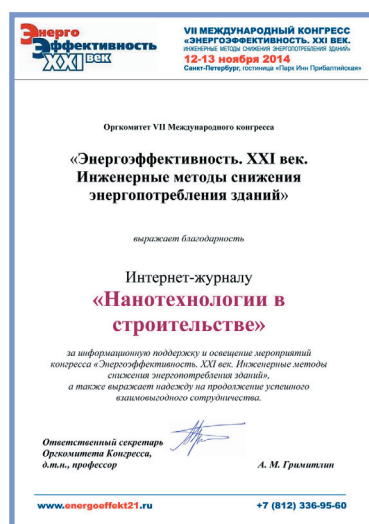 Энерго
Эффективность
XXI век
VII МЕЖДУНАРОДНЫЙ КОНГРЕСС
«ЭНЕРГОЭФФЕКТИВНОСТЬ. XXI ВЕК.
ИНЖЕНЕРНЫЕ МЕТОДЫ СНИЖЕНИЯ ЭНЕРГОПОТРЕБЛЕНИЯ ЗДАНИЙ»
12-13 ноября 2014
Санкт-Петербург, гостиница «Парк Инн Прибалтийская»
Оргкомитет VII Международного конгресса
«Энергоэффективность. XXI век.
Инженерные методы снижения
энергопотребления зданий»
выражает благодарность
Интернет-журналу
«Нанотехнологии в
строительстве»
за информационную поддержку и освещение мероприятий
конгресса «Энергоэффективность. XXI век. Инженерные методы
снижения энергопотребления зданий»,
а также выражает надежду на продолжение успешного
взаимовыгодного сотрудничества.
Ответственный секретарь
Оргкомитета Конгресса,
д.т.н., профессор
А. М. Гримитлин
www.energoeffekt21.ru
+7 (812) 336-95-60